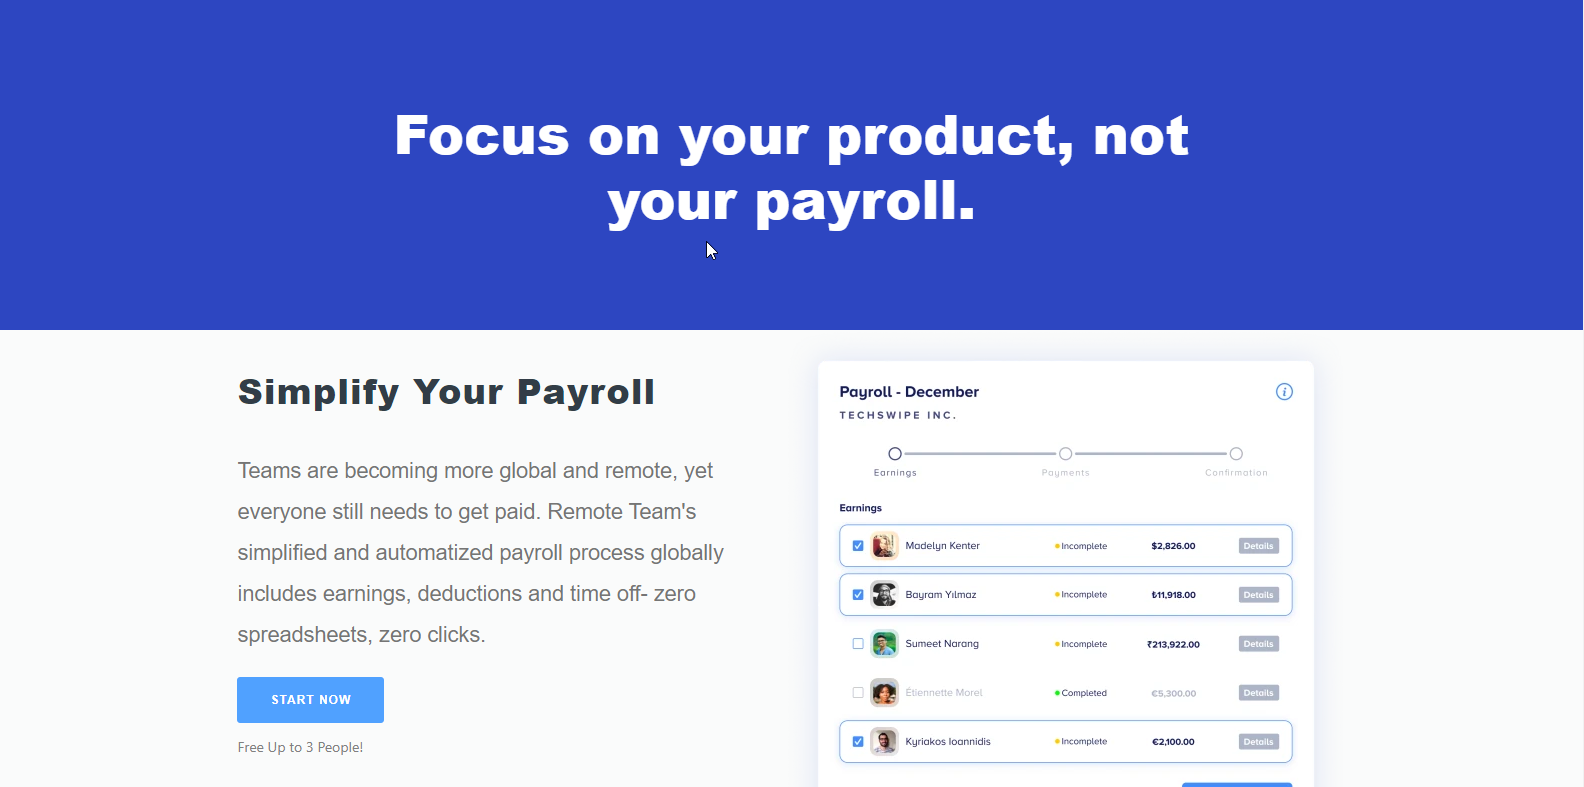 Focus on your product, not
your payroll.
Simplify Your Payroll
Teams are becoming more global and remote, yet
everyone still needs to get paid. Remote Team's
simplified and automatized payroll process globally
includes earnings, deductions and time off- zero
spreadsheets, zero clicks.
START NOW
Free Up to 3 People!
Payroll - December
TECHSWIPE INC.
Earnings Payments Confirmation
Earnings
Madelyn Kenter Incomplete $2,826.00 Details
Bayram Yılmaz Incomplete ₺11,918.00 Details
Sumeet Narang Incomplete ₹213,922.00 Details
Étiennette Morel Completed €5,300.00 Details
Kyriakos Ioannidis Incomplete €2,100.00 Details